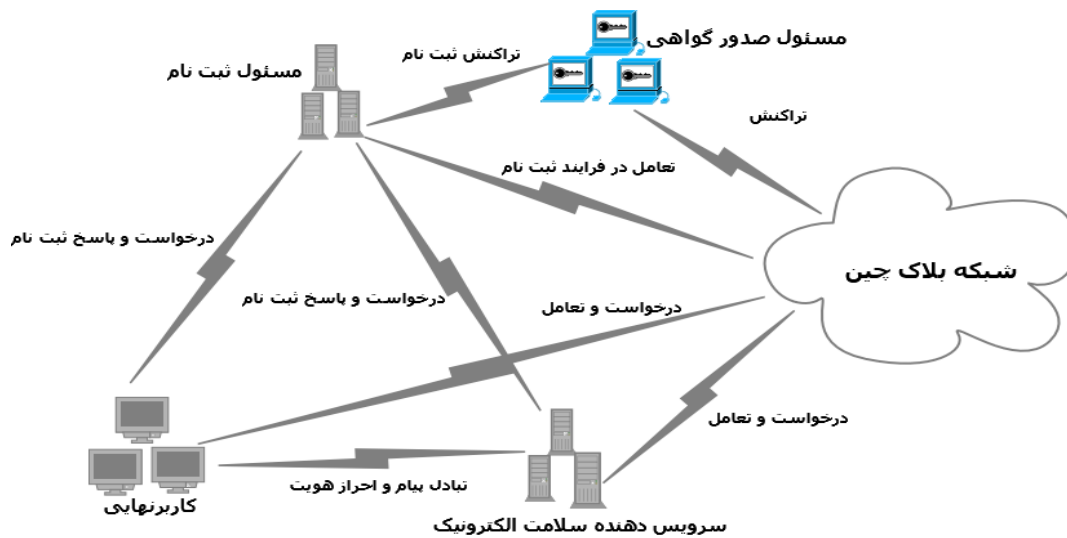 مسئول صدور گواهی
تراکنش ثبت نام
مسئول ثبت نام
تراکنش
تعامل در فرایند ثبت نام
درخواست و پاسخ ثبت نام
شبکه بلاک چین
درخواست و پاسخ ثبت نام
درخواست و تعامل
درخواست و تعامل
تبادل پیام و احراز هویت
کاربرنهایی
سرویس دهنده سلامت الکترونیک